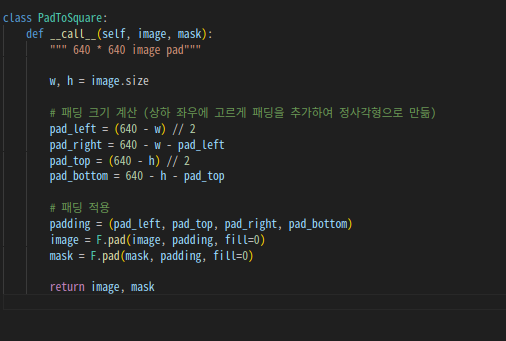 class PadToSquare:
def __call__(self, image, mask):
""" 640 * 640 image pad"""
w, h = image.size
# 패딩 크기 계산 (상하 좌우에 고르게 패딩을 추가하여 정사각형으로 만듦)
pad_left = (640 - w) // 2
pad_right = 640 - w - pad_left
pad_top = (640 - h) // 2
pad_bottom = 640 - h - pad_top
# 패딩 적용
padding = (pad_left, pad_top, pad_right, pad_bottom)
image = F.pad(image, padding, fill=0)
mask = F.pad(mask, padding, fill=0)
return image, mask